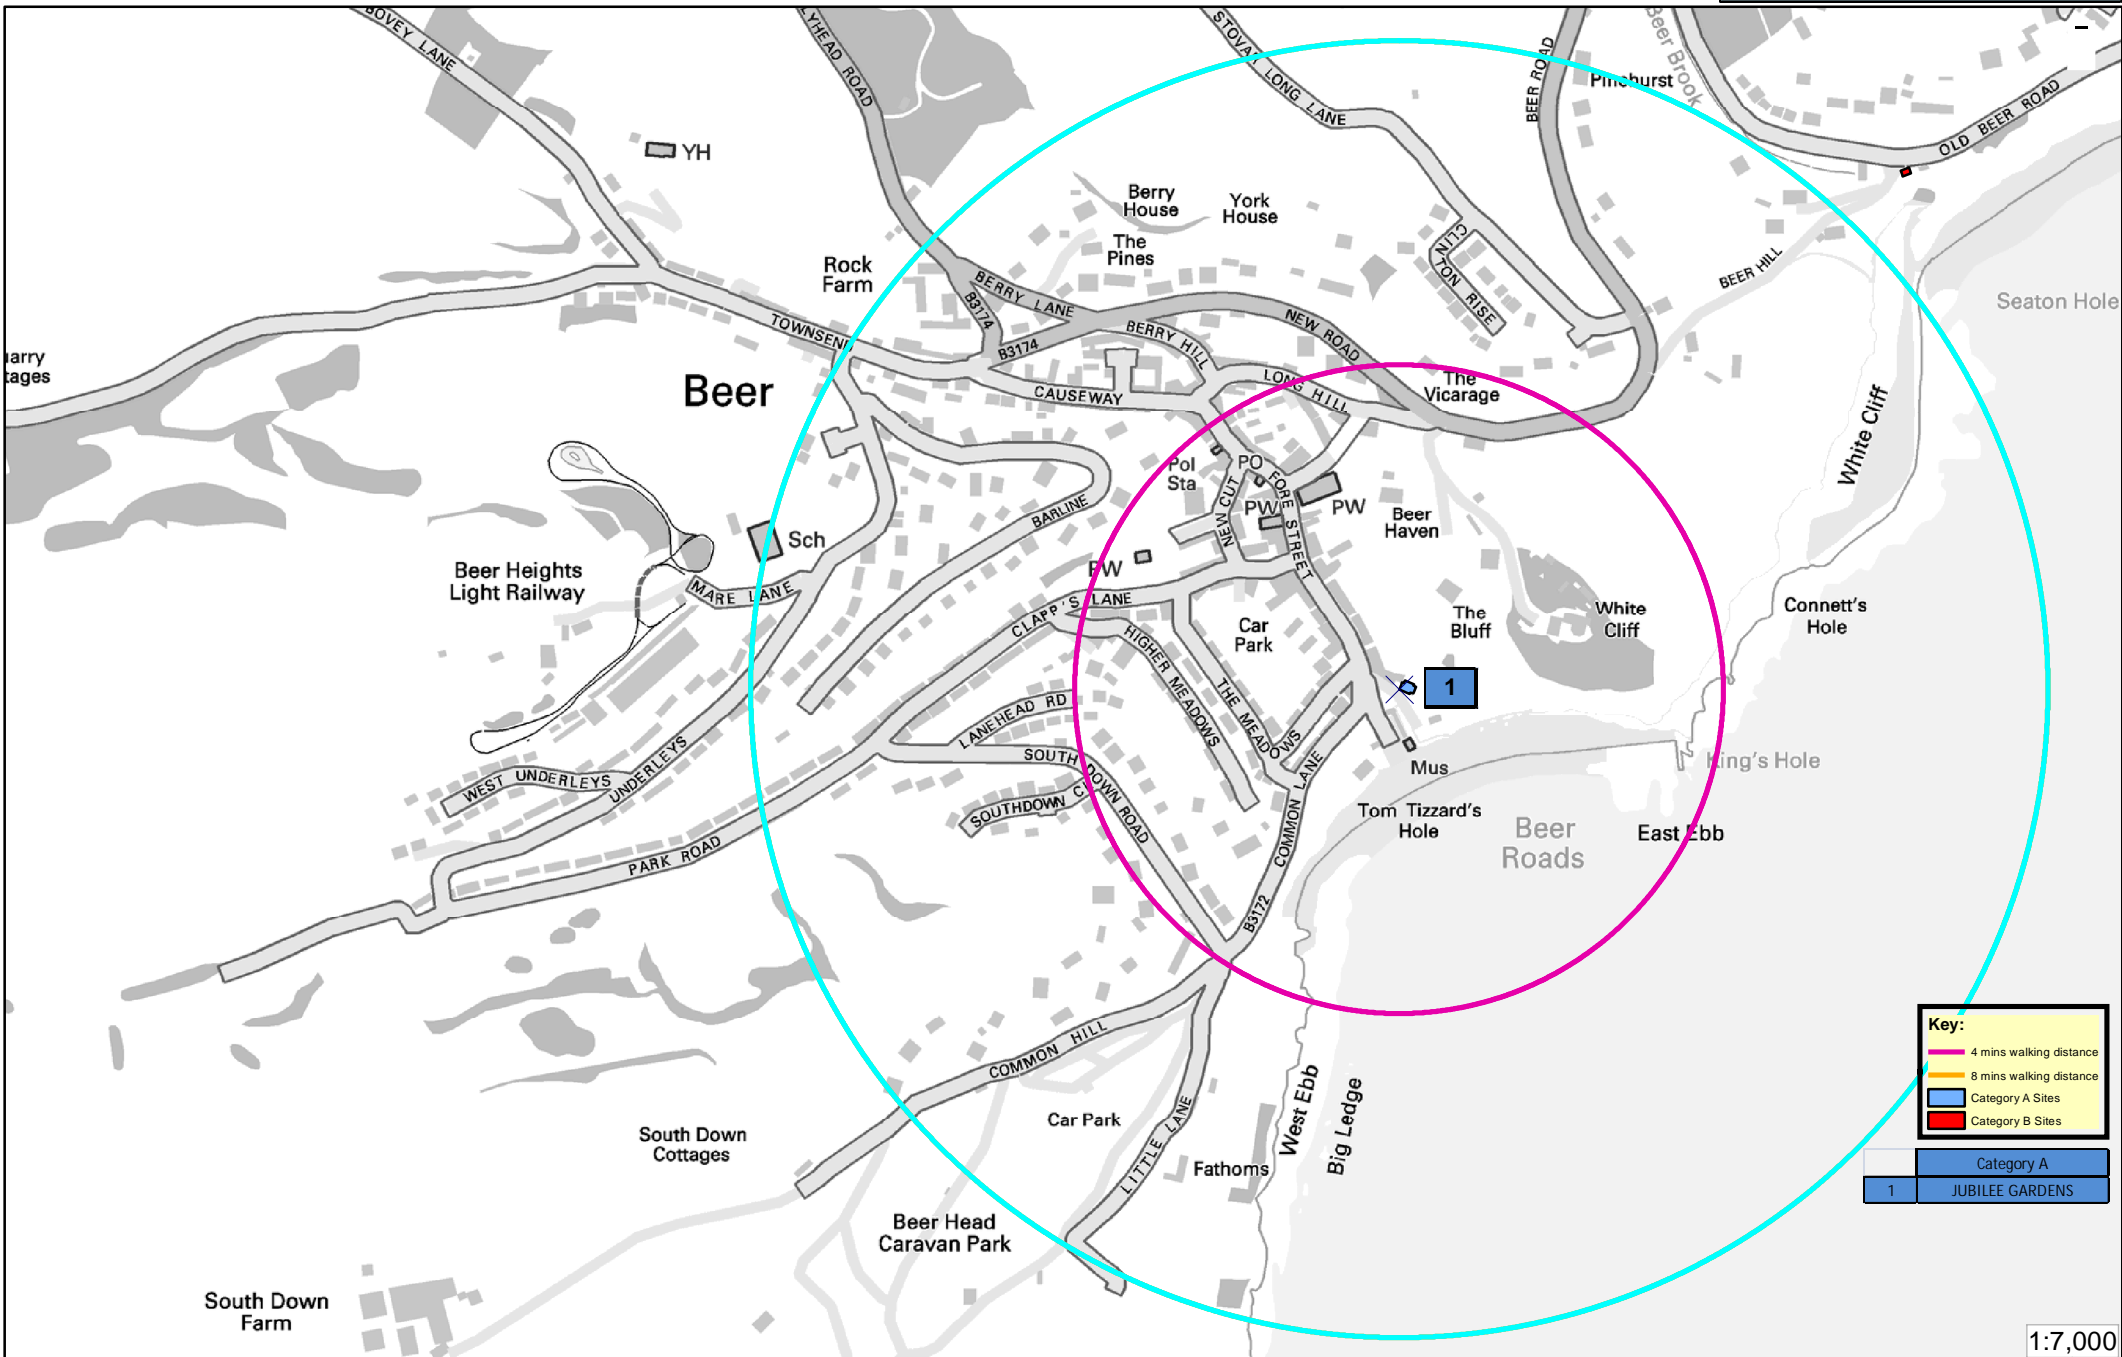 BOVEY LANE
LYHEAD ROAD
STOVAR LONG LANE
BEER ROAD
Pinehurst
Beer Brook
OLD BEER ROAD
YH
Berry
House
York
House
The
Pines
Rock
Farm
CLINTON RISE
BEER HILL
Seaton Hole
BERRY LANE
B3174
TOWNSEND
B3174
BERRY HILL
NEW ROAD
arry
tages
Beer
CAUSEWAY
LONG HILL
The
Vicarage
White Cliff
Pol
Sta
PO
FORE STREET
NEW CUT
PW
PW
Beer
Haven
BARLINE
Sch
Beer Heights
Light Railway
MARE LANE
PW
CLAPP'S LANE
HIGHER MEADOWS
Car
Park
The
Bluff
White
Cliff
Connett's
Hole
THE MEADOWS
1
LANEHEAD RD
SOUTH DOWN ROAD
SOUTHDOWN C
WEST UNDERLEYS
UNDERLEYS
COMMON LANE
Mus
King's Hole
Tom Tizzard's
Hole
Beer
Roads
East Ebb
PARK ROAD
B3172
COMMON HILL
Car Park
LITTLE LANE
West Ebb
Big Ledge
South Down
Cottages
Fathoms
Beer Head
Caravan Park
South Down
Farm
Key:
4 mins walking distance
8 mins walking distance
Category A Sites
Category B Sites
Category A
1 JUBILEE GARDENS
1:7,000